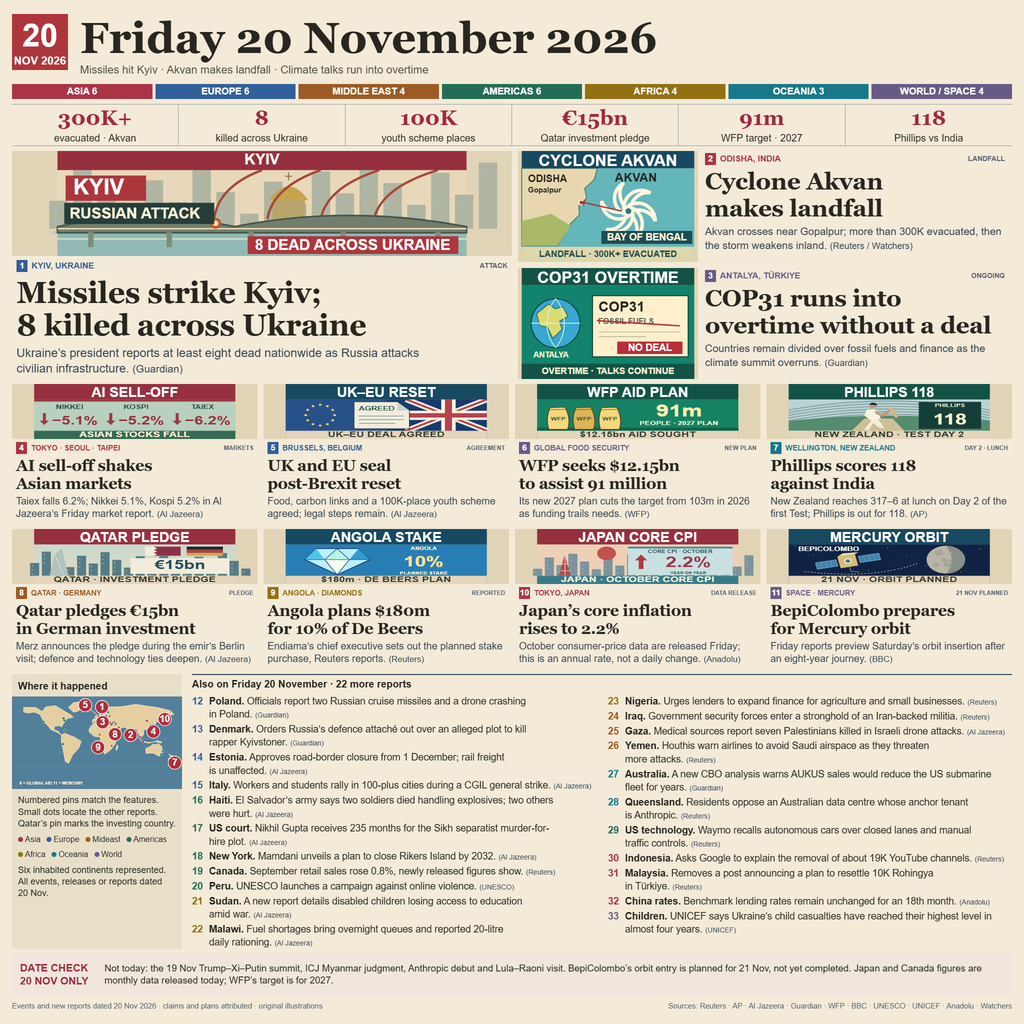 20
NOV 2026
Friday 20 November 2026
Missiles hit Kyiv · Akvan makes landfall · Climate talks run into overtime
ASIA 6
EUROPE 6
MIDDLE EAST 4
AMERICAS 6
AFRICA 4
OCEANIA 3
WORLD / SPACE 4
300K+
evacuated · Akvan
8
killed across Ukraine
100K
youth scheme places
€15bn
Qatar investment pledge
91m
WFP target · 2027
118
Phillips vs India
KYIV
KYIV
RUSSIAN ATTACK
8 DEAD ACROSS UKRAINE
1 KYIV, UKRAINE
ATTACK
Missiles strike Kyiv;
8 killed across Ukraine
Ukraine's president reports at least eight dead nationwide as Russia attacks
civilian infrastructure. (Guardian)
CYCLONE AKVAN
ODISHA
Gopalpur
AKVAN
BAY OF BENGAL
LANDFALL · 300K+ EVACUATED
2 ODISHA, INDIA
LANDFALL
Cyclone Akvan
makes landfall
Akvan crosses near Gopalpur; more than 300K evacuated, then
the storm weakens inland. (Reuters / Watchers)
COP31 OVERTIME
COP31
FOSSIL FUELS
NO DEAL
ANTALYA
OVERTIME · TALKS CONTINUE
3 ANTALYA, TÜRKIYE
ONGOING
COP31 runs into
overtime without a deal
Countries remain divided over fossil fuels and finance as the
climate summit overruns. (Guardian)
AI SELL-OFF
NIKKEI KOSPI TAIEX
−5.1% −5.2% −6.2%
ASIAN STOCKS FALL
4 TOKYO · SEOUL · TAIPEI
MARKETS
AI sell-off shakes
Asian markets
Taiex falls 6.2%; Nikkei 5.1%, Kospi 5.2% in Al
Jazeera's Friday market report. (Al Jazeera)
UK–EU RESET
AGREED
UK–EU DEAL AGREED
5 BRUSSELS, BELGIUM
AGREEMENT
UK and EU seal
post-Brexit reset
Food, carbon links and a 100K-place youth scheme
agreed; legal steps remain. (Al Jazeera)
WFP AID PLAN
WFP WFP WFP
91m
PEOPLE · 2027 PLAN
$12.15bn AID SOUGHT
6 GLOBAL FOOD SECURITY
NEW PLAN
WFP seeks $12.15bn
to assist 91 million
Its new 2027 plan cuts the target from 103m in 2026
as funding trails needs. (WFP)
PHILLIPS 118
PHILLIPS
118
NEW ZEALAND · TEST DAY 2
7 WELLINGTON, NEW ZEALAND
DAY 2 · LUNCH
Phillips scores 118
against India
New Zealand reaches 317–6 at lunch on Day 2 of the
first Test; Phillips is out for 118. (AP)
QATAR PLEDGE
€15bn
QATAR · INVESTMENT PLEDGE
8 QATAR · GERMANY
PLEDGE
Qatar pledges €15bn
in German investment
Merz announces the pledge during the emir's Berlin
visit; defence and technology ties deepen. (Al Jazeera)
ANGOLA STAKE
ANGOLA
10%
PLANNED STAKE
$180m · DE BEERS PLAN
9 ANGOLA · DIAMONDS
REPORTED
Angola plans $180m
for 10% of De Beers
Endiama's chief executive sets out the planned stake
purchase, Reuters reports. (Reuters)
JAPAN CORE CPI
CORE CPI · OCTOBER
2.2%
YEAR ON YEAR
JAPAN · OCTOBER CORE CPI
10 TOKYO, JAPAN
DATA RELEASE
Japan's core inflation
rises to 2.2%
October consumer-price data are released Friday;
this is an annual rate, not a daily change. (Anadolu)
MERCURY ORBIT
BEPICOLOMBO
21 NOV · ORBIT PLANNED
11 SPACE · MERCURY
21 NOV PLANNED
BepiColombo prepares
for Mercury orbit
Friday reports preview Saturday's orbit insertion after
an eight-year journey. (BBC)
Where it happened
5 1 3 10 8 2 4 9 7
6 = GLOBAL AID 11 = MERCURY
Numbered pins match the features.
Small dots locate the other reports.
Qatar's pin marks the investing country.
Asia Europe Mideast Americas
Africa Oceania World
Six inhabited continents represented.
All events, releases or reports dated
20 Nov.
Also on Friday 20 November · 22 more reports
12 Poland. Officials report two Russian cruise missiles and a drone crashing
in Poland. (Guardian)
13 Denmark. Orders Russia's defence attaché out over an alleged plot to kill
rapper Kyivstoner. (Guardian)
14 Estonia. Approves road-border closure from 1 December; rail freight
is unaffected. (Al Jazeera)
15 Italy. Workers and students rally in 100-plus cities during a CGIL general strike. (Al Jazeera)
16 Haiti. El Salvador's army says two soldiers died handling explosives; two others
were hurt. (Al Jazeera)
17 US court. Nikhil Gupta receives 235 months for the Sikh separatist murder-for-
hire plot. (Al Jazeera)
18 New York. Mamdani unveils a plan to close Rikers Island by 2032. (Al Jazeera)
19 Canada. September retail sales rose 0.8%, newly released figures show. (Reuters)
20 Peru. UNESCO launches a campaign against online violence. (UNESCO)
21 Sudan. A new report details disabled children losing access to education
amid war. (Al Jazeera)
22 Malawi. Fuel shortages bring overnight queues and reported 20-litre
daily rationing. (Al Jazeera)
23 Nigeria. Urges lenders to expand finance for agriculture and small businesses. (Reuters)
24 Iraq. Government security forces enter a stronghold of an Iran-backed militia. (Reuters)
25 Gaza. Medical sources report seven Palestinians killed in Israeli drone attacks. (Al Jazeera)
26 Yemen. Houthis warn airlines to avoid Saudi airspace as they threaten
more attacks. (Reuters)
27 Australia. A new CBO analysis warns AUKUS sales would reduce the US submarine
fleet for years. (Guardian)
28 Queensland. Residents oppose an Australian data centre whose anchor tenant
is Anthropic. (Reuters)
29 US technology. Waymo recalls autonomous cars over closed lanes and manual
traffic controls. (Reuters)
30 Indonesia. Asks Google to explain the removal of about 19K YouTube channels. (Reuters)
31 Malaysia. Removes a post announcing a plan to resettle 10K Rohingya
in Türkiye. (Reuters)
32 China rates. Benchmark lending rates remain unchanged for an 18th month. (Anadolu)
33 Children. UNICEF says Ukraine's child casualties have reached their highest level in
almost four years. (UNICEF)
DATE CHECK
20 NOV ONLY
Not today: the 19 Nov Trump–Xi–Putin summit, ICJ Myanmar judgment, Anthropic debut and Lula–Raoni visit. BepiColombo's orbit entry is planned for 21 Nov, not yet completed. Japan and Canada figures are
monthly data released today; WFP's target is for 2027.
Events and new reports dated 20 Nov 2026 · claims and plans attributed · original illustrations
Sources: Reuters · AP · Al Jazeera · Guardian · WFP · BBC · UNESCO · UNICEF · Anadolu · Watchers